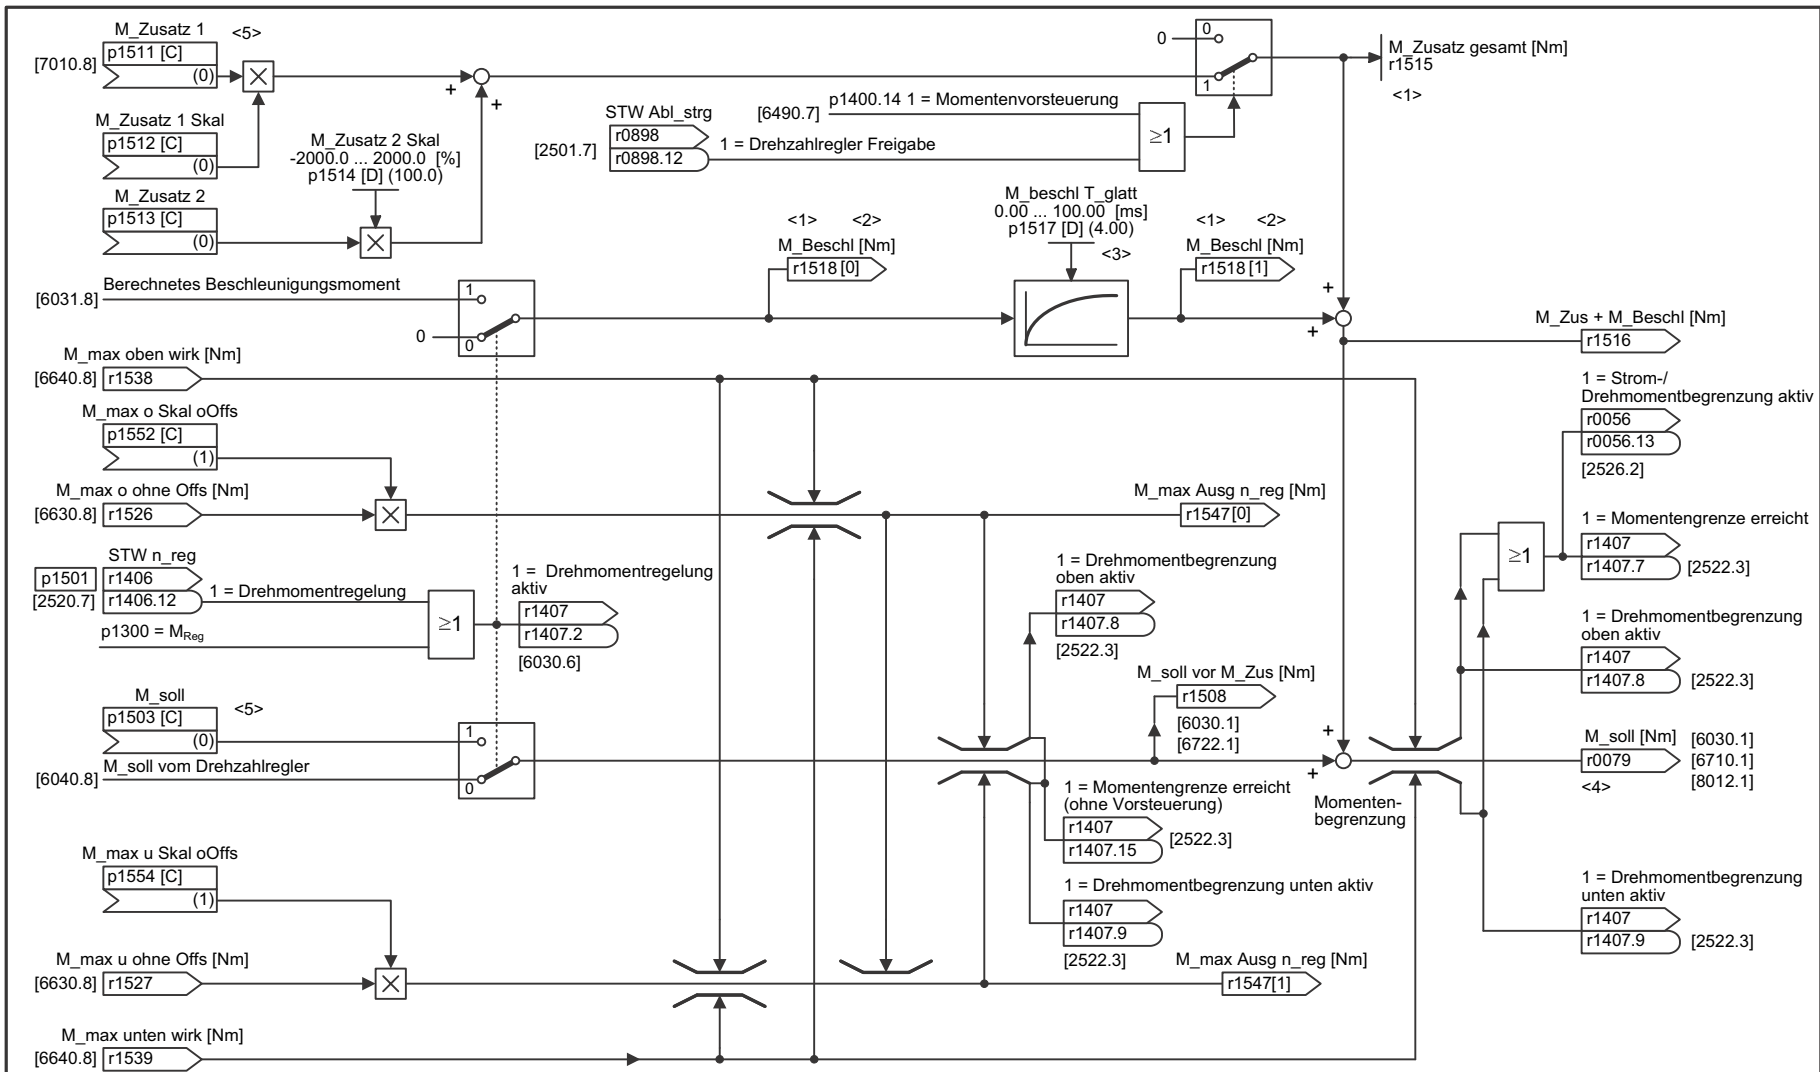 M_Zusatz 1
<5>
[7010.8]
p1511 [C]
(0)
M_Zusatz 1 Skal
p1512 [C]
(0)
M_Zusatz 2
p1513 [C]
(0)
M_Zusatz 2 Skal
-2000.0 ... 2000.0 [%]
p1514 [D] (100.0)
+
+
STW Abl_strg
[2501.7]
r0898
r0898.12
[6490.7]
p1400.14 1 = Momentenvorsteuerung
1 = Drehzahlregler Freigabe
≥1
0
0
1
M_Zusatz gesamt [Nm]
r1515
<1>
[6031.8]
Berechnetes Beschleunigungsmoment
1
0
0
<1> <2>
M_Beschl [Nm]
r1518 [0]
M_beschl T_glatt
0.00 ... 100.00 [ms]
p1517 [D] (4.00)
<3>
<1> <2>
M_Beschl [Nm]
r1518 [1]
+
+
M_Zus + M_Beschl [Nm]
r1516
M_max oben wirk [Nm]
[6640.8]
r1538
M_max o Skal oOffs
p1552 [C]
(1)
M_max o ohne Offs [Nm]
[6630.8]
r1526
M_max Ausg n_reg [Nm]
r1547[0]
STW n_reg
p1501
[2520.7]
r1406
r1406.12
1 = Drehmomentregelung
p1300 = MReg
≥1
1 = Drehmomentregelung
aktiv
r1407
r1407.2
[6030.6]
1 = Drehmomentbegrenzung
oben aktiv
r1407
r1407.8
[2522.3]
M_soll vor M_Zus [Nm]
r1508
[6030.1]
[6722.1]
M_soll
<5>
p1503 [C]
(0)
[6040.8]
M_soll vom Drehzahlregler
1
0
+
+
1 = Momentengrenze erreicht
(ohne Vorsteuerung)
r1407
r1407.15
[2522.3]
Momenten-
begrenzung
1 = Drehmomentbegrenzung unten aktiv
r1407
r1407.9
[2522.3]
1 = Strom-/
Drehmomentbegrenzung aktiv
r0056
r0056.13
[2526.2]
≥1
1 = Momentengrenze erreicht
r1407
r1407.7
[2522.3]
1 = Drehmomentbegrenzung
oben aktiv
r1407
r1407.8
[2522.3]
M_soll [Nm]
r0079
<4>
[6030.1]
[6710.1]
[8012.1]
1 = Drehmomentbegrenzung
unten aktiv
r1407
r1407.9
[2522.3]
M_max u Skal oOffs
p1554 [C]
(1)
M_max u ohne Offs [Nm]
[6630.8]
r1527
M_max Ausg n_reg [Nm]
r1547[1]
M_max unten wirk [Nm]
[6640.8]
r1539